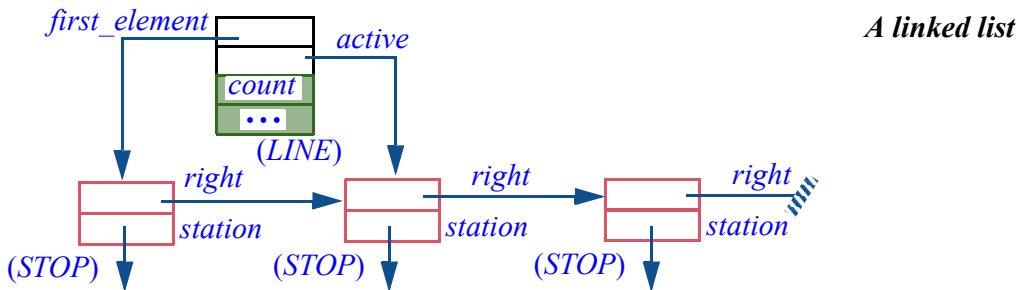 first_element
active
A linked list
count
• • •
(LINE)
right
right
right
station
station
station
(STOP)
(STOP)
(STOP)